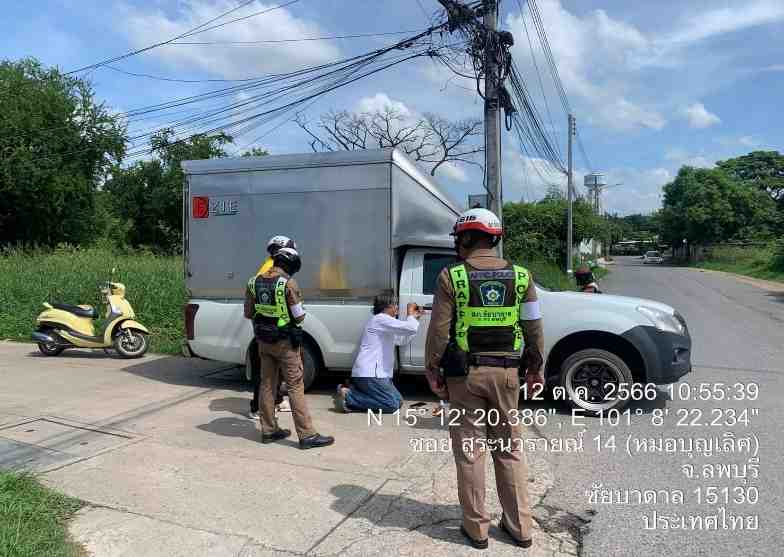 GZIE
POLICE
TRAFFIC
12 ต.ค. 2566 10:55:39
N 15° 12' 20.386", E 101° 8' 22.234"
ซอย สุระนารายณ์ 14 (หมอบุญเลิศ)
จ.ลพบุรี
ชัยบาดาล 15130
ประเทศไทย